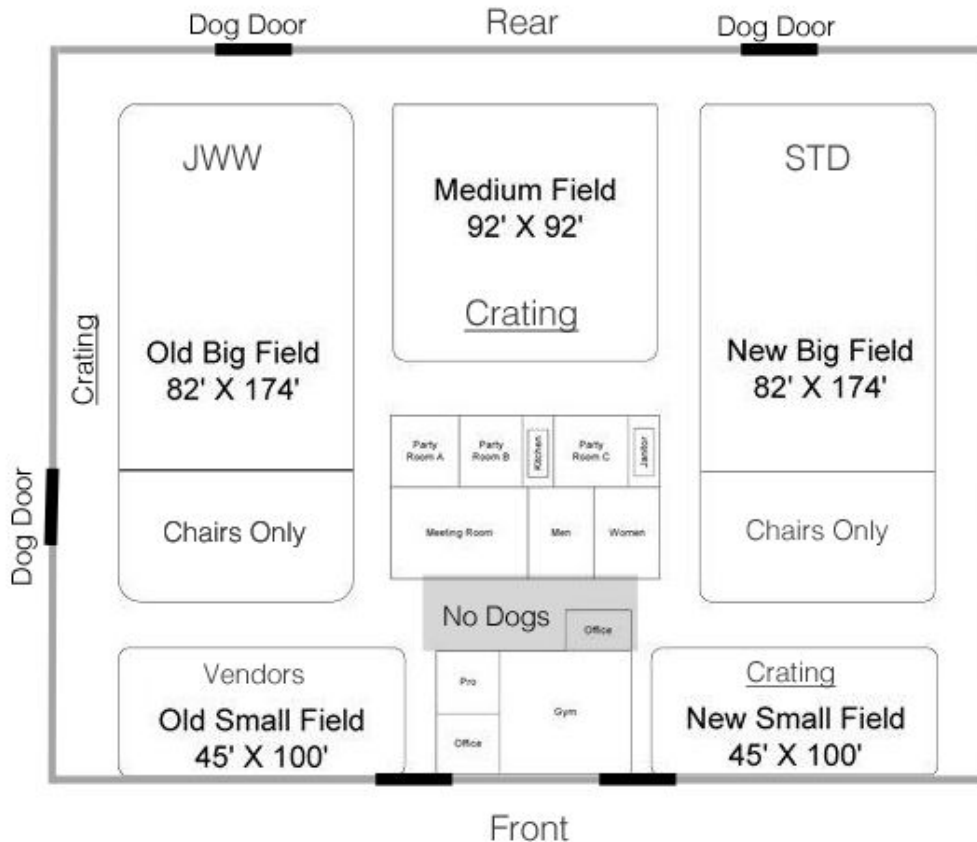 Dog Door
Rear
Dog Door
JWW
STD
Medium Field
92' X 92'
Crating
Crating
Old Big Field
82' X 174'
New Big Field
82' X 174'
Party
Room A
Party
Room B
Kitchen
Party
Room C
Janitor
Dog Door
Chairs Only
Meeting Room
Men
Women
Chairs Only
No Dogs
Office
Vendors
Old Small Field
45' X 100'
Pro
Office
Gym
Crating
New Small Field
45' X 100'
Front